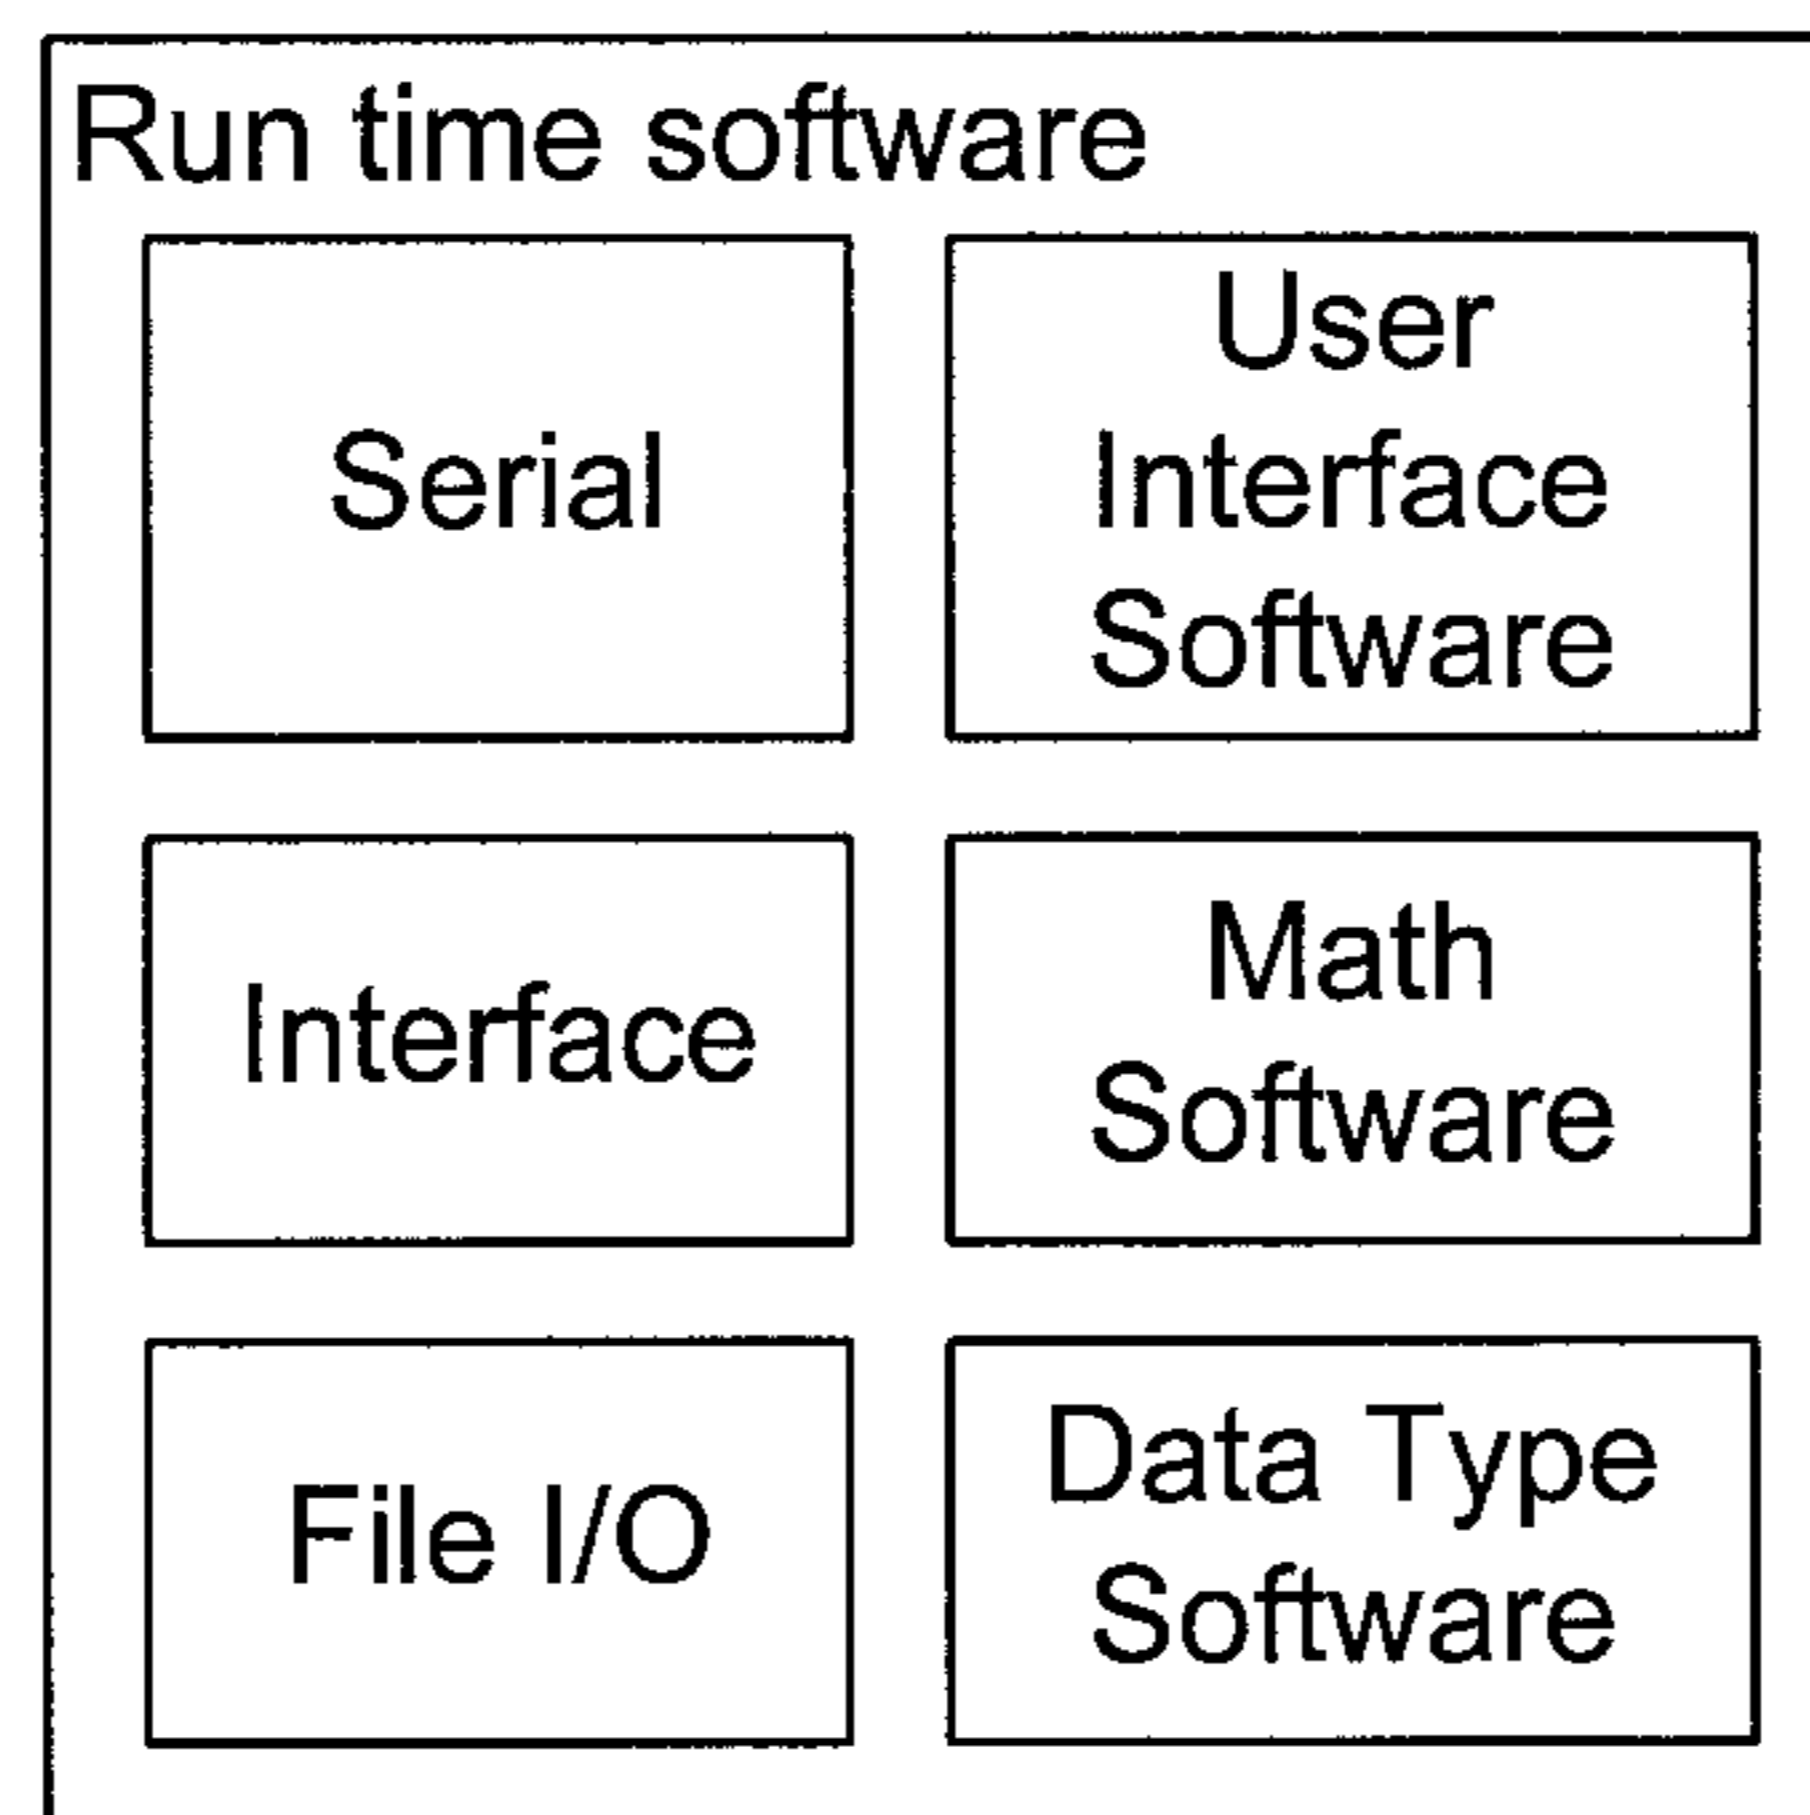 Run time software
Serial
User
Interface
Software
Interface
Math
Software
File I/O
Data Type
Software